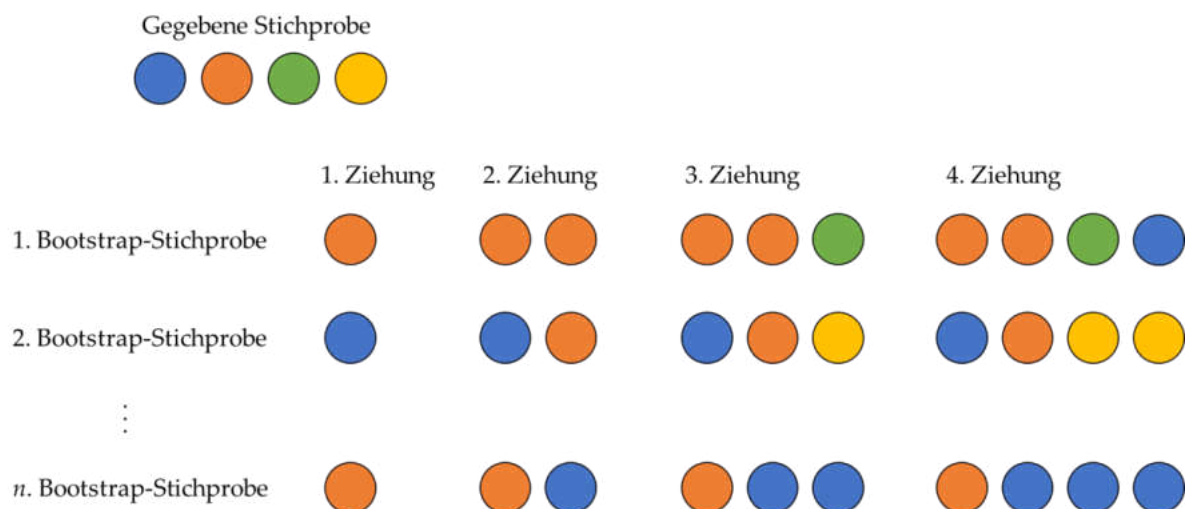 Gegebene Stichprobe
1. Ziehung 2. Ziehung 3. Ziehung 4. Ziehung
1. Bootstrap-Stichprobe
2. Bootstrap-Stichprobe
⋮
n. Bootstrap-Stichprobe